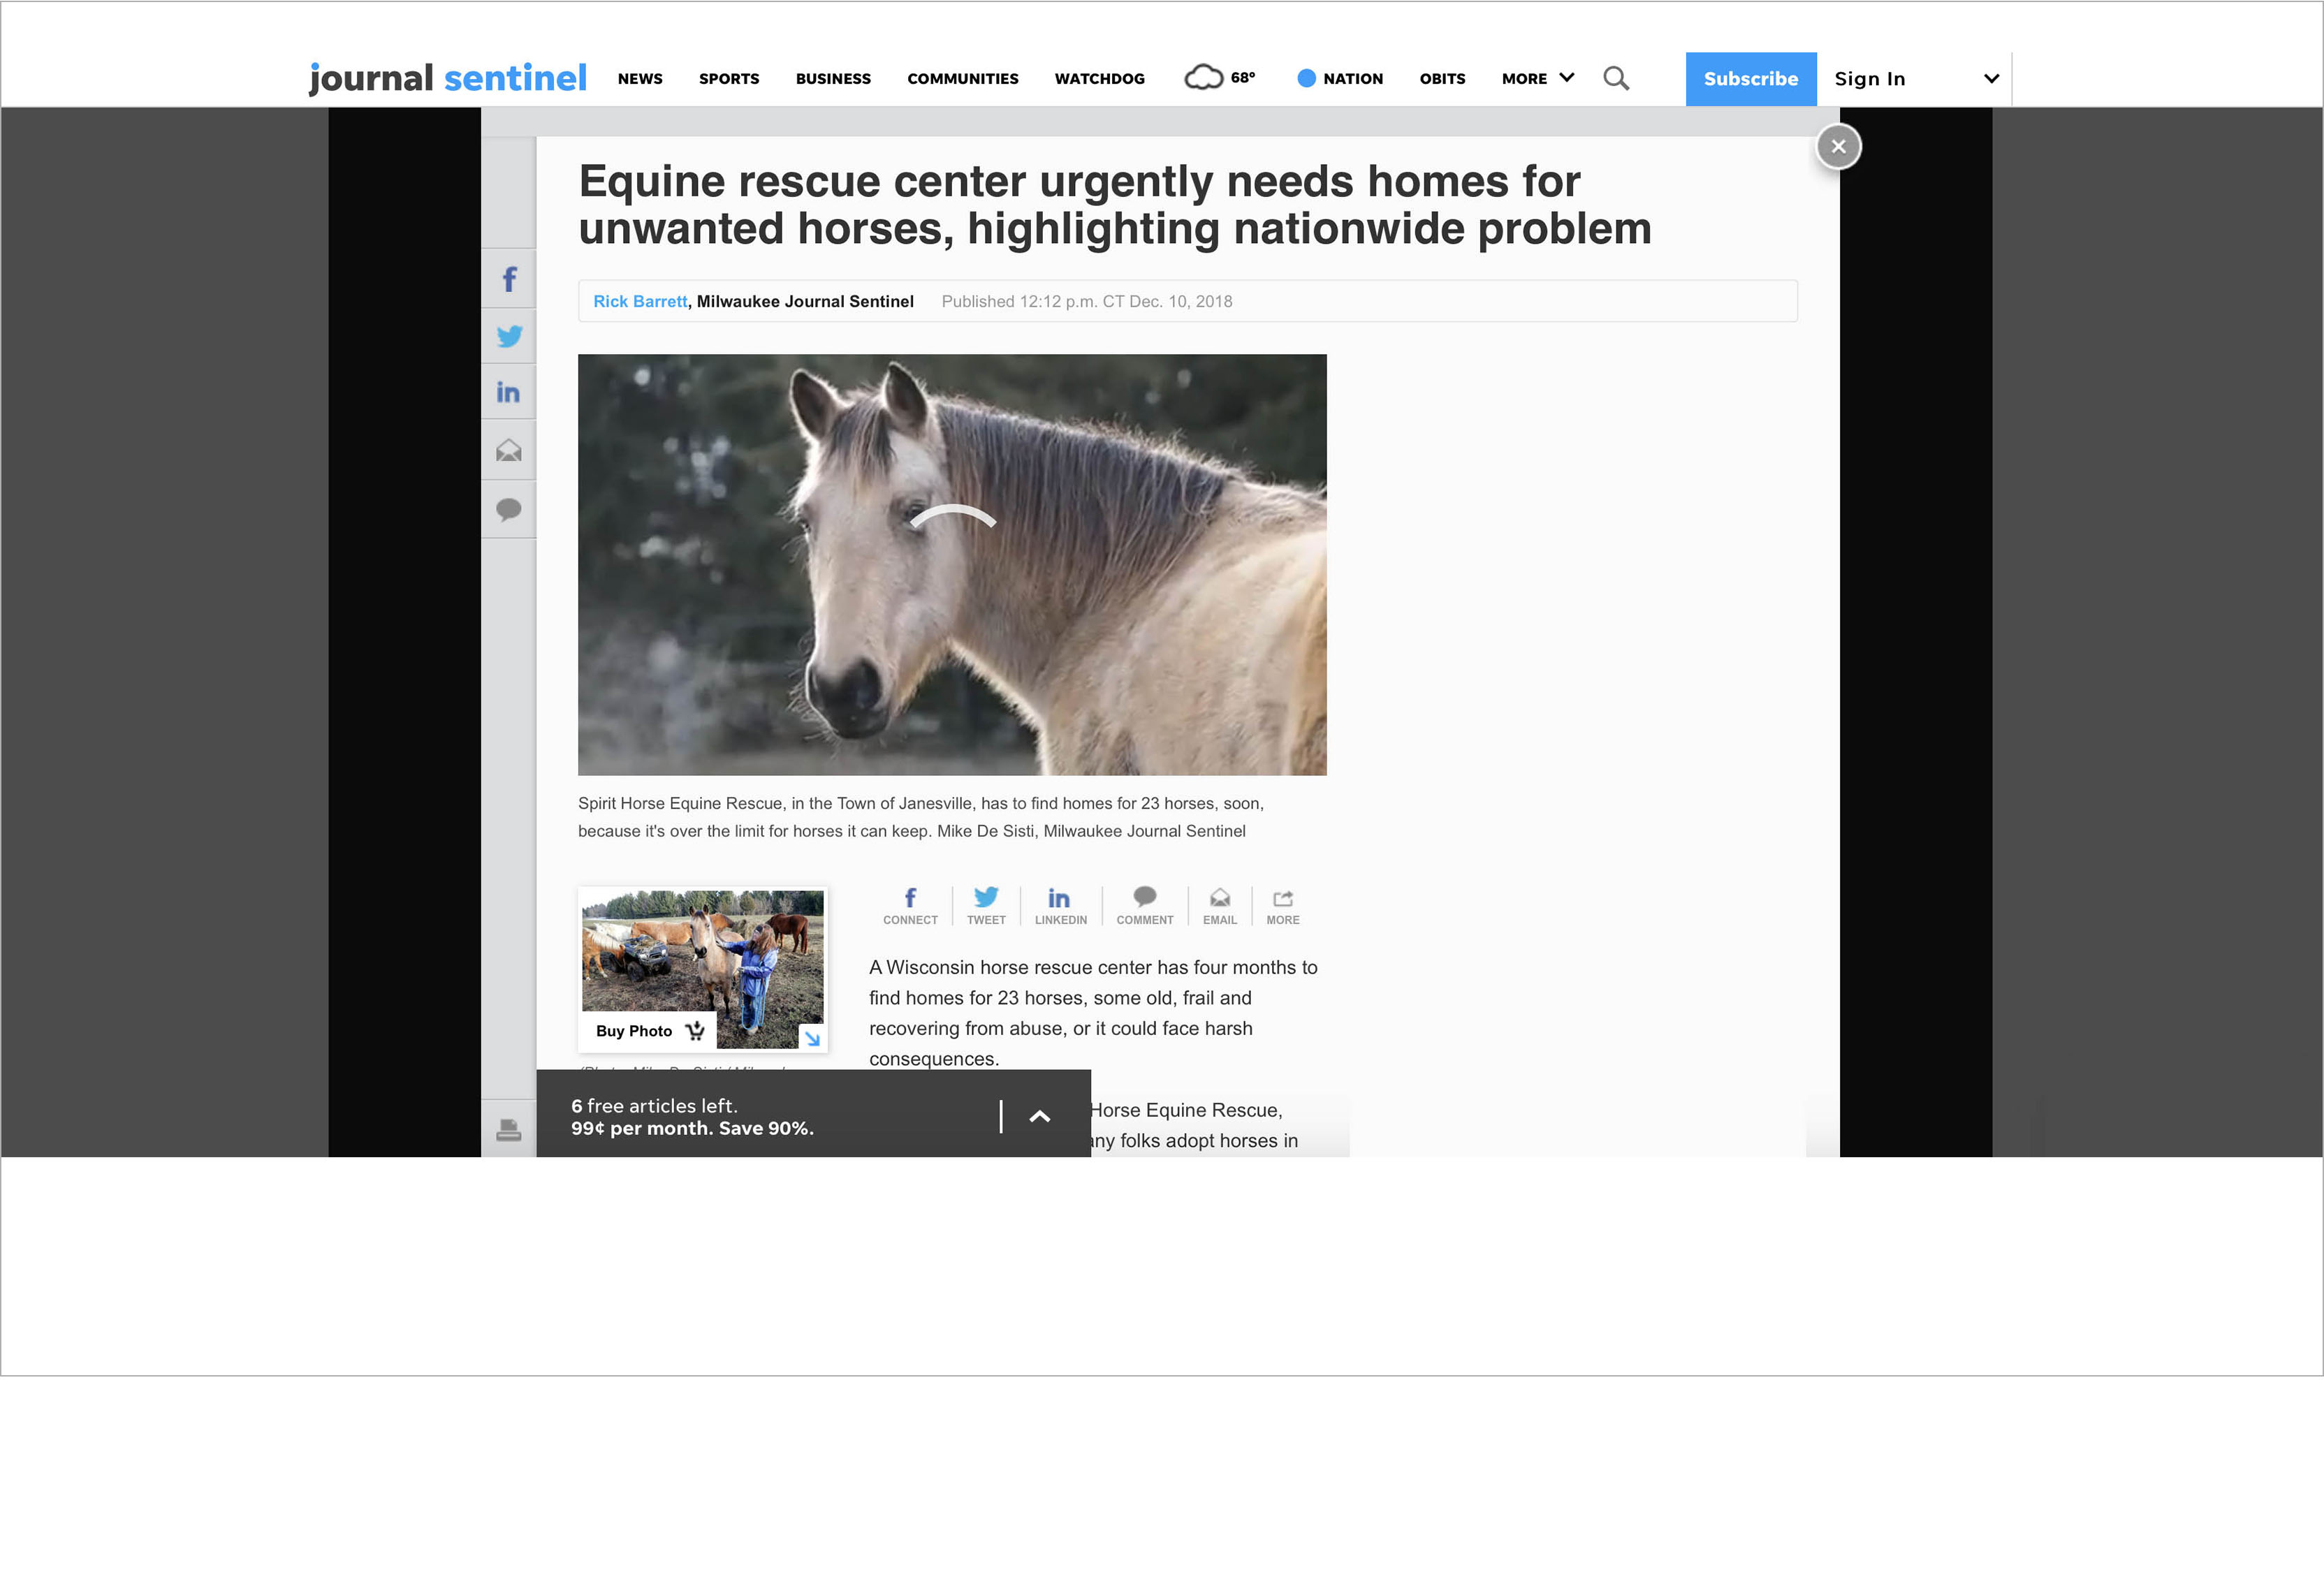 journal sentinel NEWS SPORTS BUSINESS COMMUNITIES WATCHDOG 68° NATION OBITS MORE Subscribe Sign In
Equine rescue center urgently needs homes for
unwanted horses, highlighting nationwide problem
Rick Barrett, Milwaukee Journal Sentinel Published 12:12 p.m. CT Dec. 10, 2018
Spirit Horse Equine Rescue, in the Town of Janesville, has to find homes for 23 horses, soon,
because it's over the limit for horses it can keep. Mike De Sisti, Milwaukee Journal Sentinel
CONNECT TWEET LINKEDIN COMMENT EMAIL MORE
Buy Photo
A Wisconsin horse rescue center has four months to
find homes for 23 horses, some old, frail and
recovering from abuse, or it could face harsh
consequences.
6 free articles left.
99¢ per month. Save 90%.
Horse Equine Rescue,
folks adopt horses in